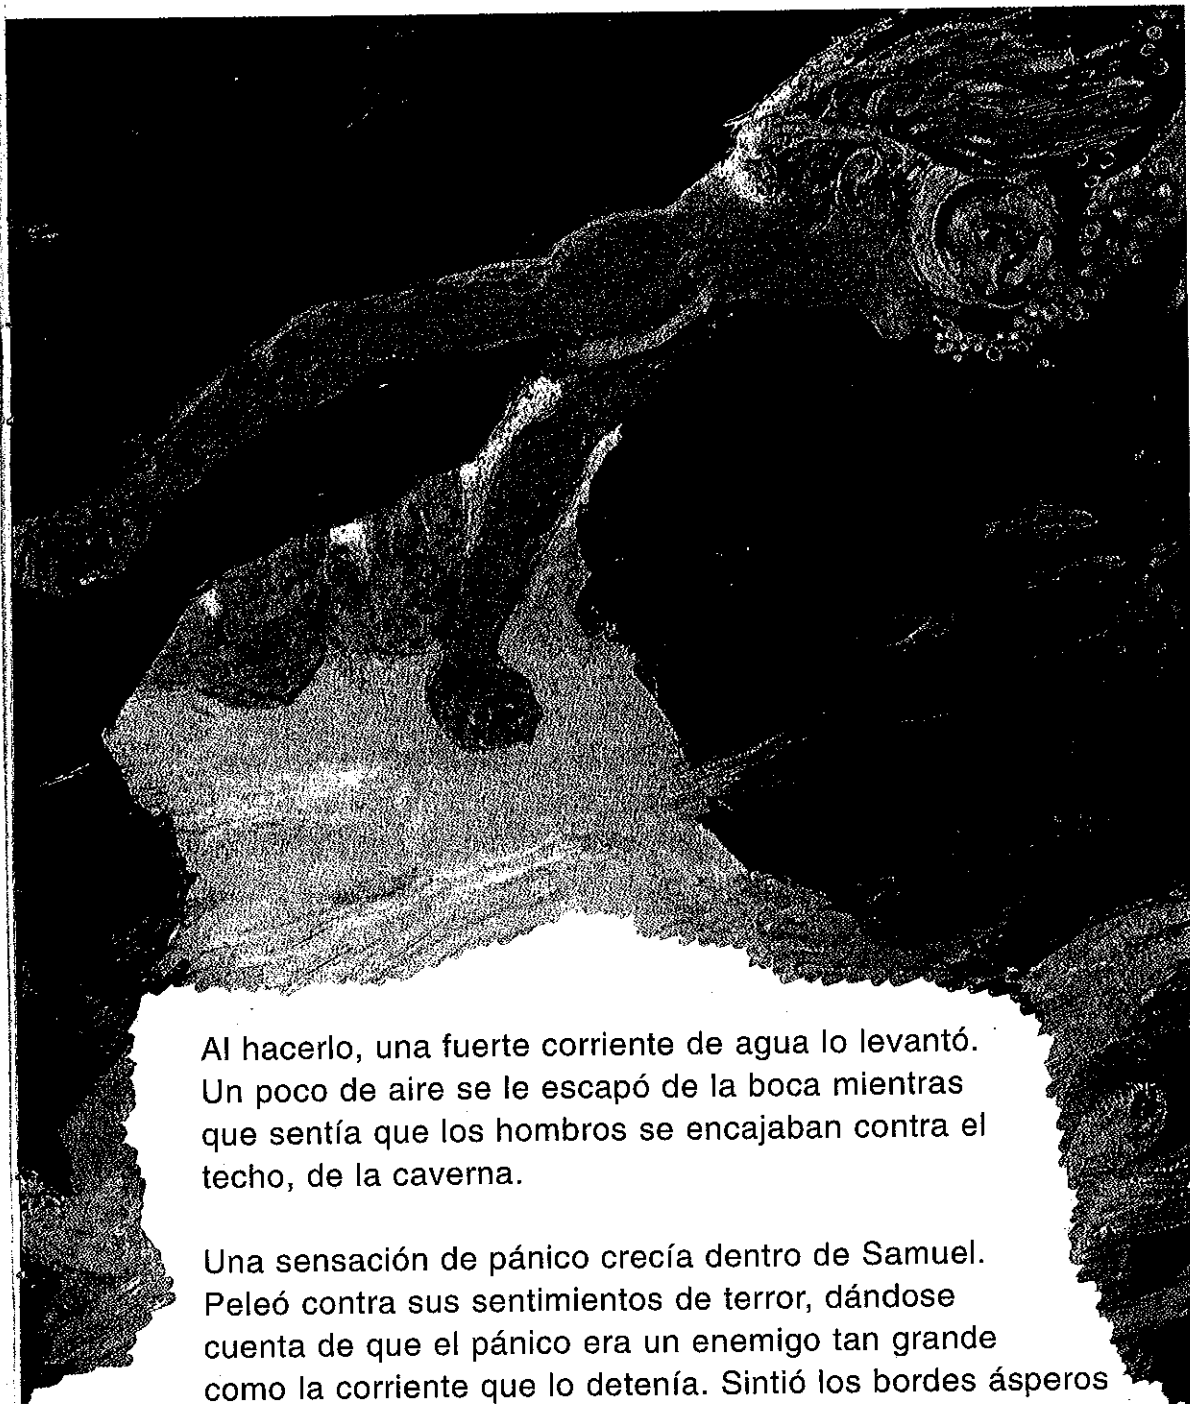 Al hacerlo, una fuerte corriente de agua lo levantó.
Un poco de aire se le escapó de la boca mientras
que sentía que los hombros se encajaban contra el
techo, de la caverna.
Una sensación de pánico crecía dentro de Samuel.
Peleó contra sus sentimientos de terror, dándose
cuenta de que el pánico era un enemigo tan grande
como la corriente que lo detenía. Sintió los bordes ásperos